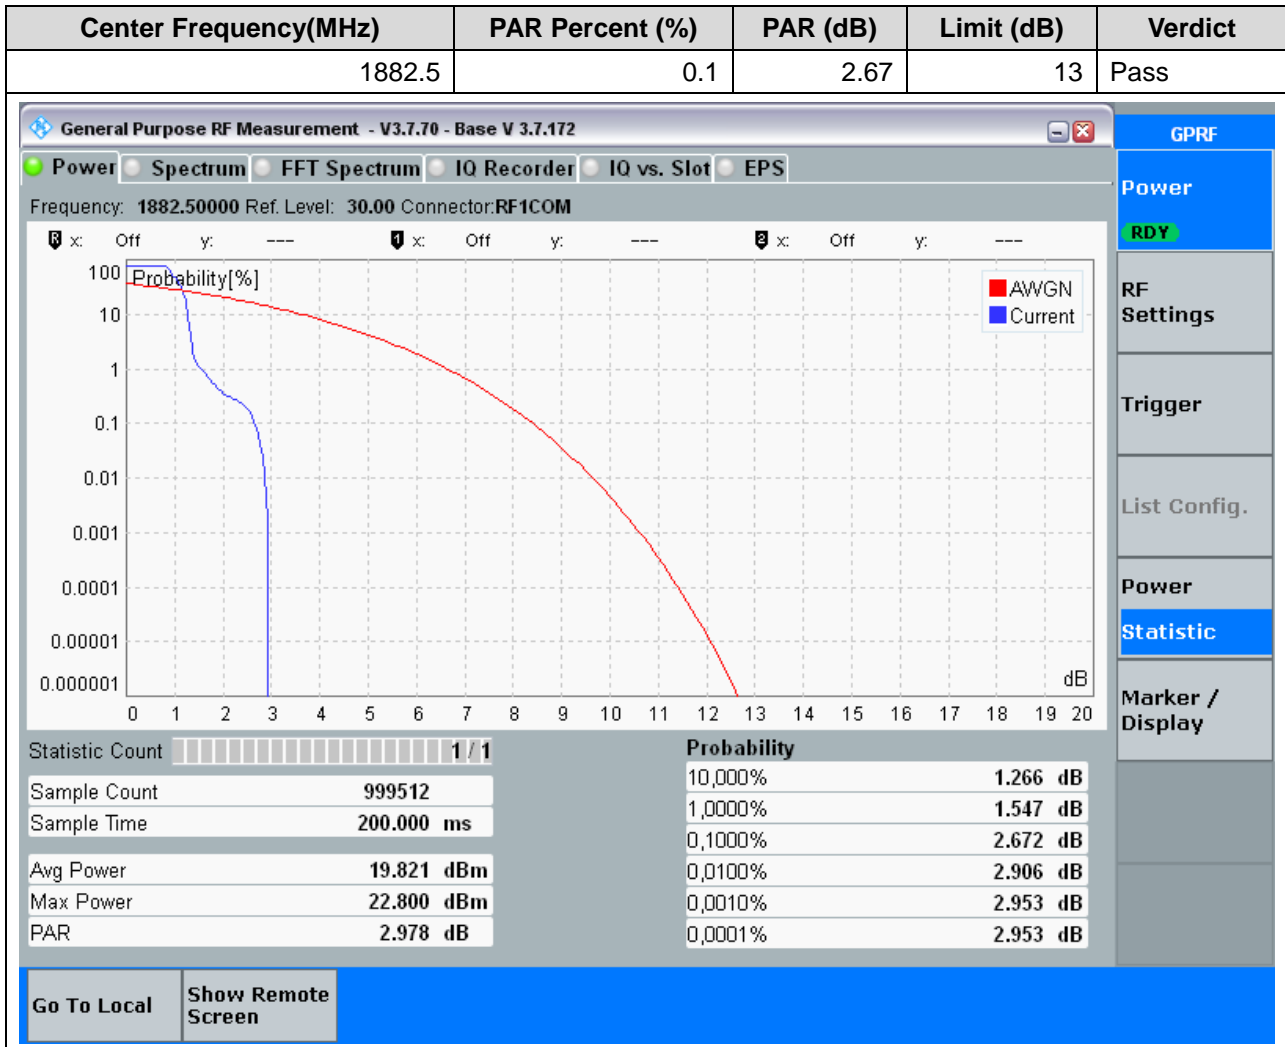 Center Frequency(MHz) PAR Percent (%) PAR (dB) Limit (dB) Verdict
1882.5 0.1 2.67 13 Pass
General Purpose RF Measurement - V3.7.70 - Base V 3.7.172
GPRF
Power Spectrum FFT Spectrum IQ Recorder IQ vs. Slot EPS
Power
RDY
Frequency: 1882.50000 Ref. Level: 30.00 Connector:RF1COM
R x: Off y: --- 1 x: Off y: --- 2 x: Off y: ---
Probability[%]
AWGN
Current
100
10
1
0.1
0.01
0.001
0.0001
0.00001
0.000001
dB
0 1 2 3 4 5 6 7 8 9 10 11 12 13 14 15 16 17 18 19 20
RF
Settings
Trigger
List Config.
Power
Statistic
Marker /
Display
Statistic Count 1 / 1
Sample Count 999512
Sample Time 200.000 ms
Avg Power 19.821 dBm
Max Power 22.800 dBm
PAR 2.978 dB
Probability
10,000% 1.266 dB
1,0000% 1.547 dB
0,1000% 2.672 dB
0,0100% 2.906 dB
0,0010% 2.953 dB
0,0001% 2.953 dB
Go To Local
Show Remote
Screen